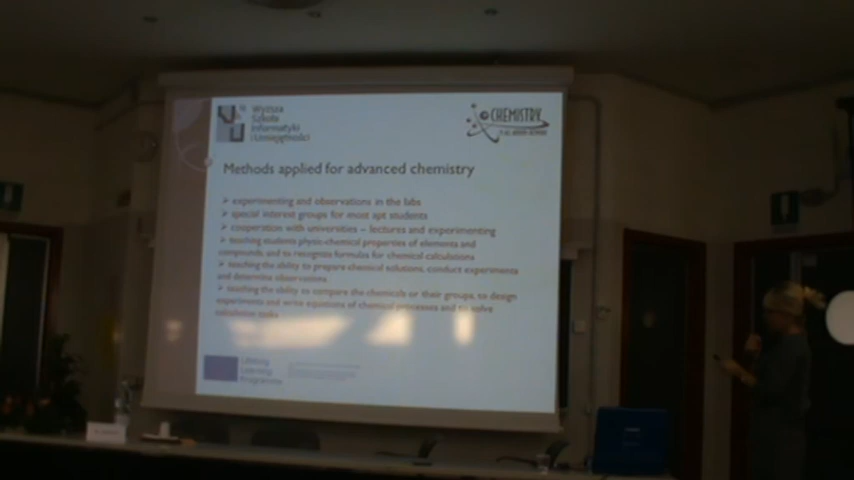 Wyższa
Szkoła
Informatyki
i Umiejętności
CHEMISTRY
Methods applied for advanced chemistry
➢ experimenting and observations in the labs
➢ special interest groups for most apt students
➢ cooperation with universities – lectures and experimenting
➢ teaching students physic-chemical properties of elements and
compounds and to recognize formulas for chemical calculations
➢ teaching the ability to prepare chemical solutions, conduct experiments
and determine observations
➢ teaching the ability to compare the chemicals or their groups, to design
experiments and write equations of chemical processes and to solve
calculation tasks
Lifelong
Learning
Programme